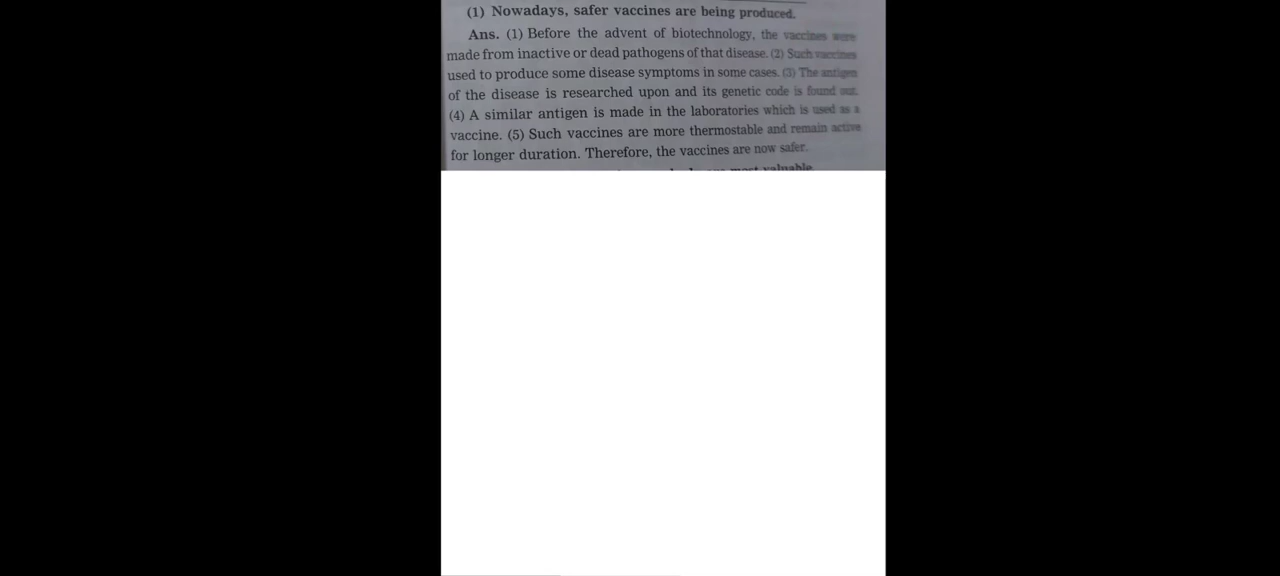 (1) Nowadays, safer vaccines are being produced.
Ans. (1) Before the advent of biotechnology, the vaccines were
made from inactive or dead pathogens of that disease. (2) Such vaccines
used to produce some disease symptoms in some cases. (3) The antigen
of the disease is researched upon and its genetic code is found out.
(4) A similar antigen is made in the laboratories which is used as a
vaccine. (5) Such vaccines are more thermostable and remain active
for longer duration. Therefore, the vaccines are now safer.
most valuable.